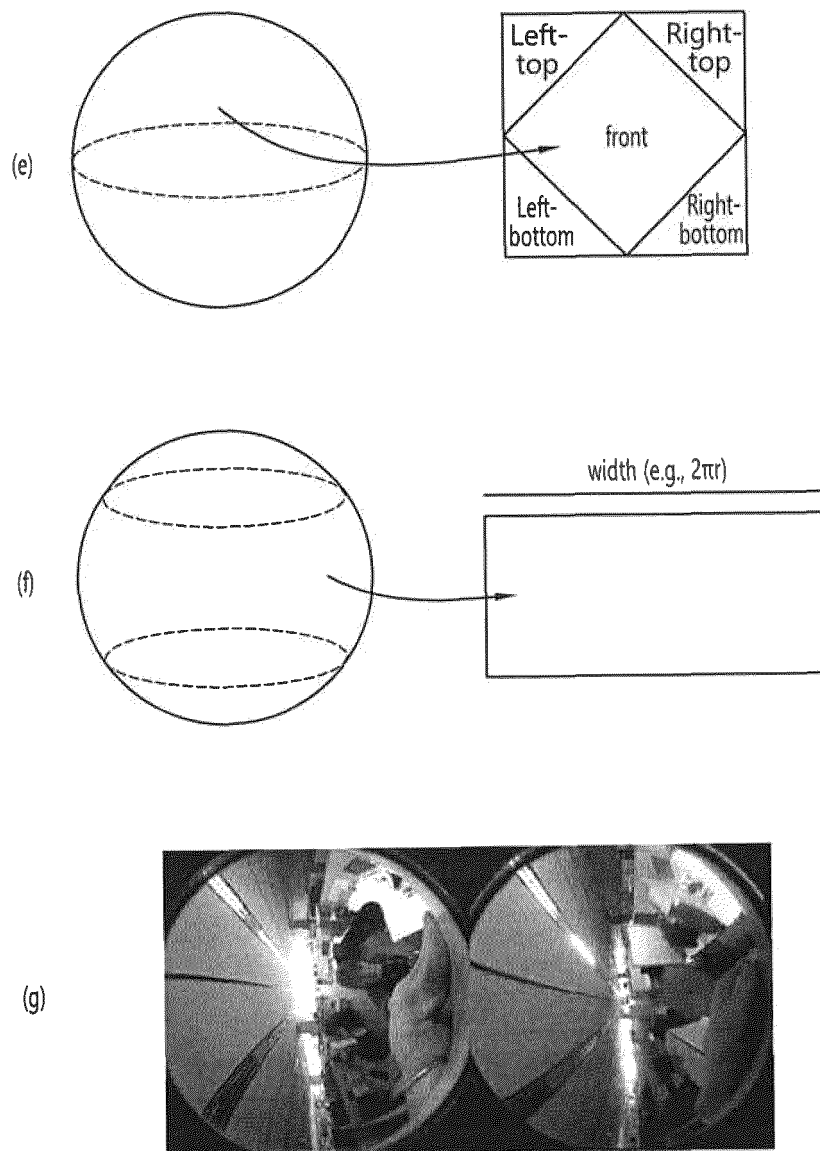 Left-
top
Right-
top
(e)
front
Left-
bottom
Right-
bottom
width (e.g., 2πr)
(f)
(g)